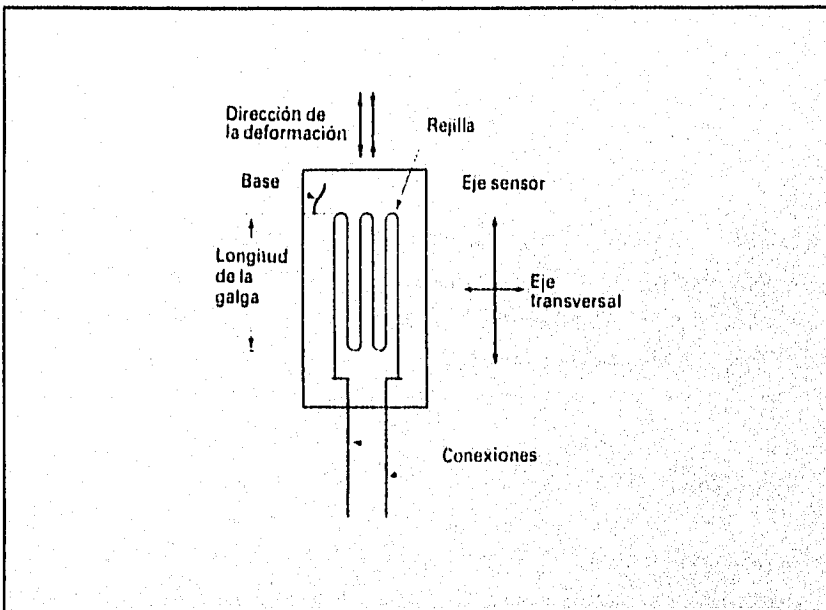 Dirección de
la deformación
Rejilla
Base
Eje sensor
Longitud
de la
galga
Eje
transversal
Conexiones